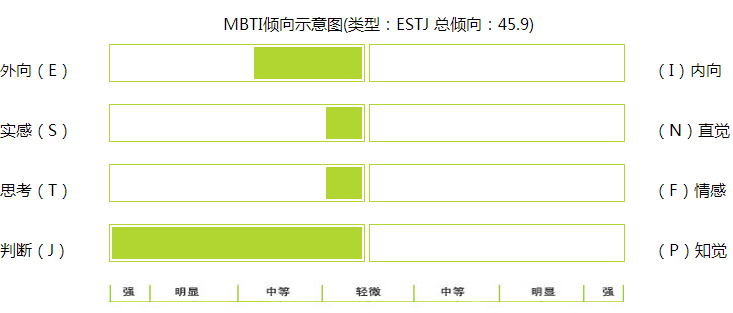 MBTI倾向示意图(类型：ESTJ 总倾向：45.9)
外向（E） （I）内向
实感（S） （N）直觉
思考（T） （F）情感
判断（J） （P）知觉
强 明显 中等 轻微 中等 明显 强